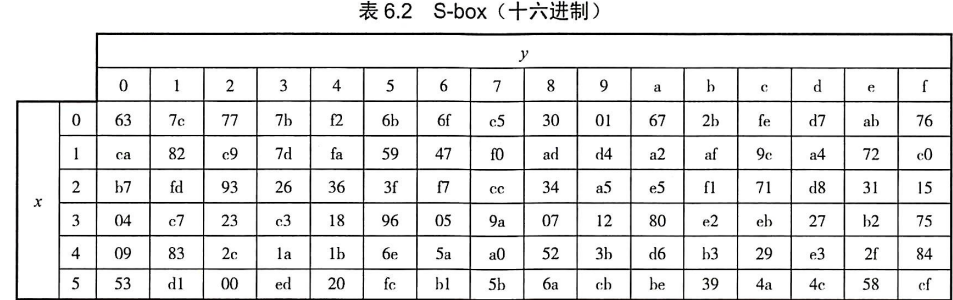 表 6.2 S-box（十六进制）
y
0 1 2 3 4 5 6 7 8 9 a b c d e f
0 63 7c 77 7b f2 6b 6f c5 30 01 67 2b fe d7 ab 76
1 ca 82 c9 7d fa 59 47 f0 ad d4 a2 af 9c a4 72 c0
2 b7 fd 93 26 36 3f f7 cc 34 a5 e5 f1 71 d8 31 15
x
3 04 c7 23 c3 18 96 05 9a 07 12 80 e2 eb 27 b2 75
4 09 83 2c 1a 1b 6e 5a a0 52 3b d6 b3 29 e3 2f 84
5 53 d1 00 ed 20 fc b1 5b 6a cb be 39 4a 4c 58 cf